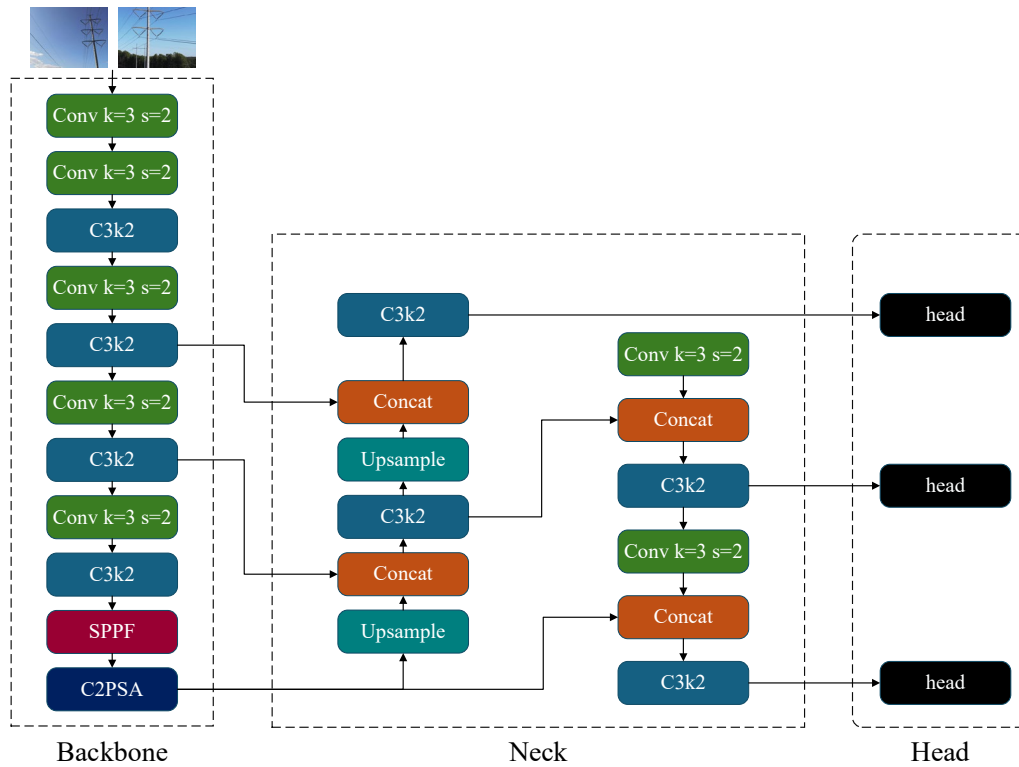 Conv k=3 s=2
Conv k=3 s=2
C3k2
Conv k=3 s=2
C3k2
Conv k=3 s=2
C3k2
Conv k=3 s=2
C3k2
SPPF
C2PSA
Backbone
C3k2
Concat
Upsample
C3k2
Concat
Upsample
Conv k=3 s=2
Concat
C3k2
Conv k=3 s=2
Concat
C3k2
Neck
head
head
head
Head